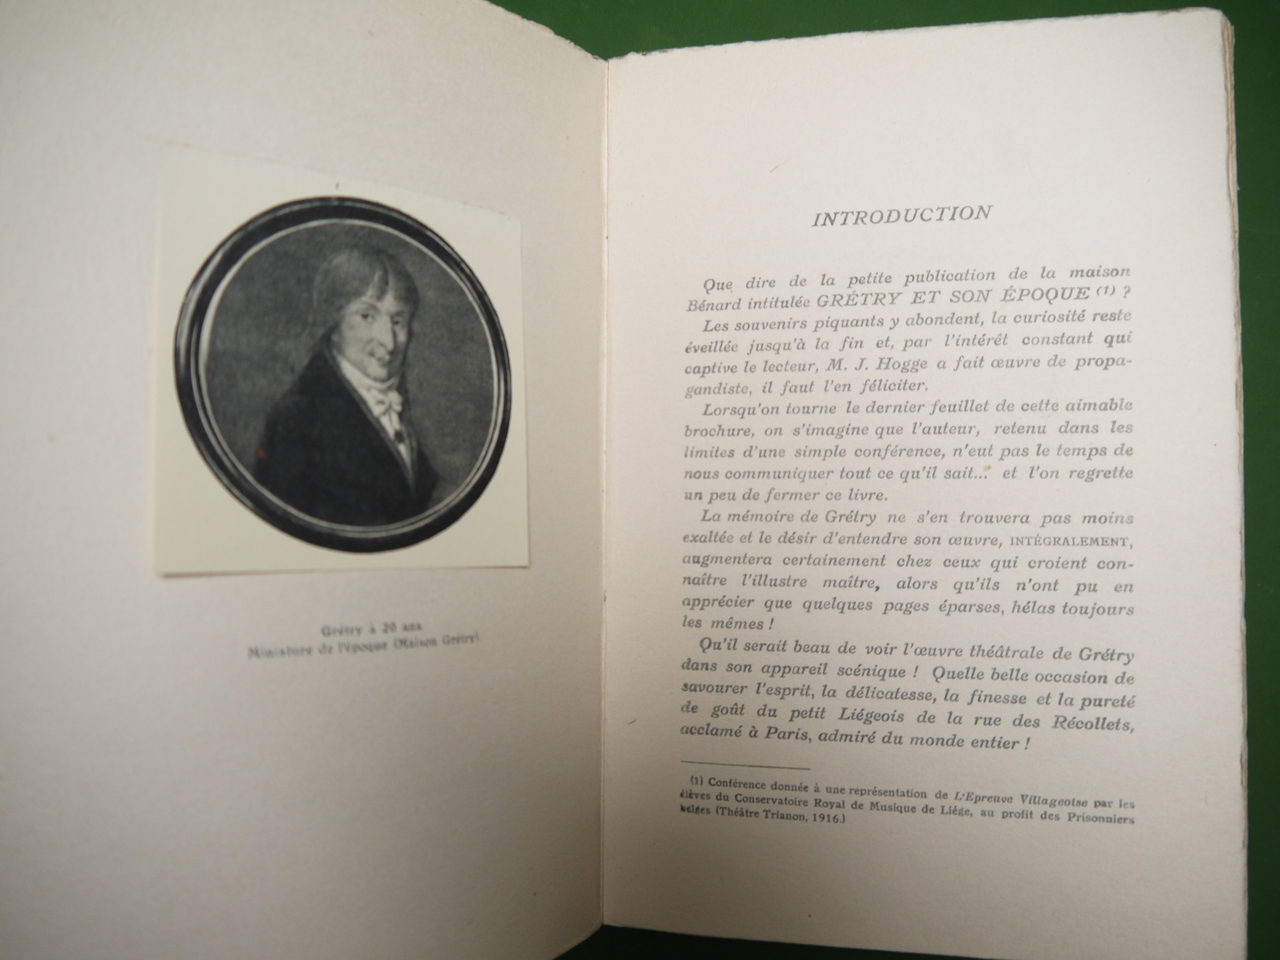 Grétry à 20 ans
Miniature de l'époque (Maison Grétry)
INTRODUCTION
Que dire de la petite publication de la maison
Bénard intitulée GRÉTRY ET SON ÉPOQUE (1) ?
Les souvenirs piquants y abondent, la curiosité reste
éveillée jusqu'à la fin et, par l'intérêt constant qui
captive le lecteur, M. J. Hogge a fait œuvre de propa-
gandiste, il faut l'en féliciter.
Lorsqu'on tourne le dernier feuillet de cette aimable
brochure, on s'imagine que l'auteur, retenu dans les
limites d'une simple conférence, n'eut pas le temps de
nous communiquer tout ce qu'il sait... et l'on regrette
un peu de fermer ce livre.
La mémoire de Grétry ne s'en trouvera pas moins
exaltée et le désir d'entendre son œuvre, INTÉGRALEMENT,
augmentera certainement chez ceux qui croient con-
naître l'illustre maître, alors qu'ils n'ont pu en
apprécier que quelques pages éparses, hélas toujours
les mêmes !
Qu'il serait beau de voir l'œuvre théâtrale de Grétry
dans son appareil scénique ! Quelle belle occasion de
savourer l'esprit, la délicatesse, la finesse et la pureté
de goût du petit Liégeois de la rue des Récollets,
acclamé à Paris, admiré du monde entier !
(1) Conférence donnée à une représentation de L'Epreuve Villageoise par les
élèves du Conservatoire Royal de Musique de Liége, au profit des Prisonniers
belges (Théâtre Trianon, 1916.)